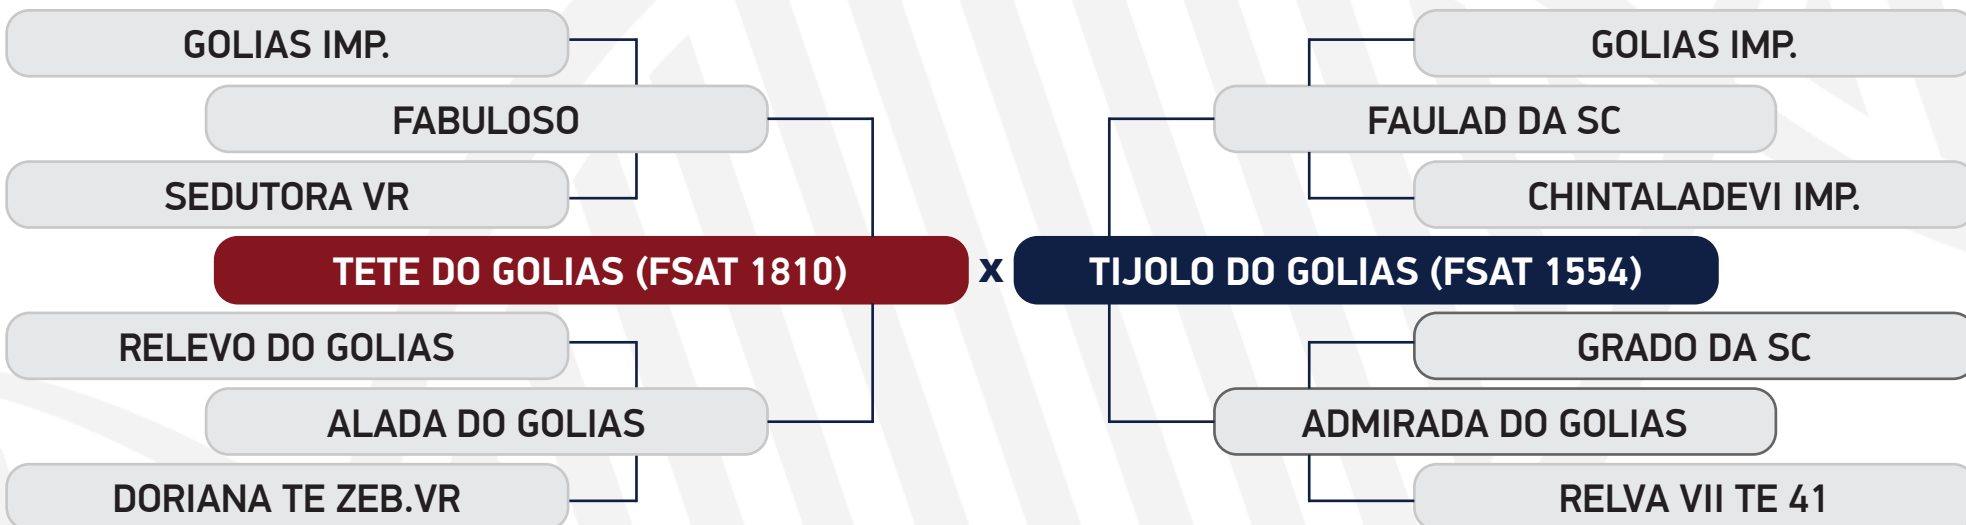 GOLIAS IMP.
GOLIAS IMP.
FABULOSO
FAULAD DA SC
SEDUTORA VR
CHINTALADEVI IMP.
TETE DO GOLIAS (FSAT 1810) x TIJOLO DO GOLIAS (FSAT 1554)
RELEVO DO GOLIAS
GRADO DA SC
ALADA DO GOLIAS
ADMIRADA DO GOLIAS
DORIANA TE ZEB.VR
RELVA VII TE 41